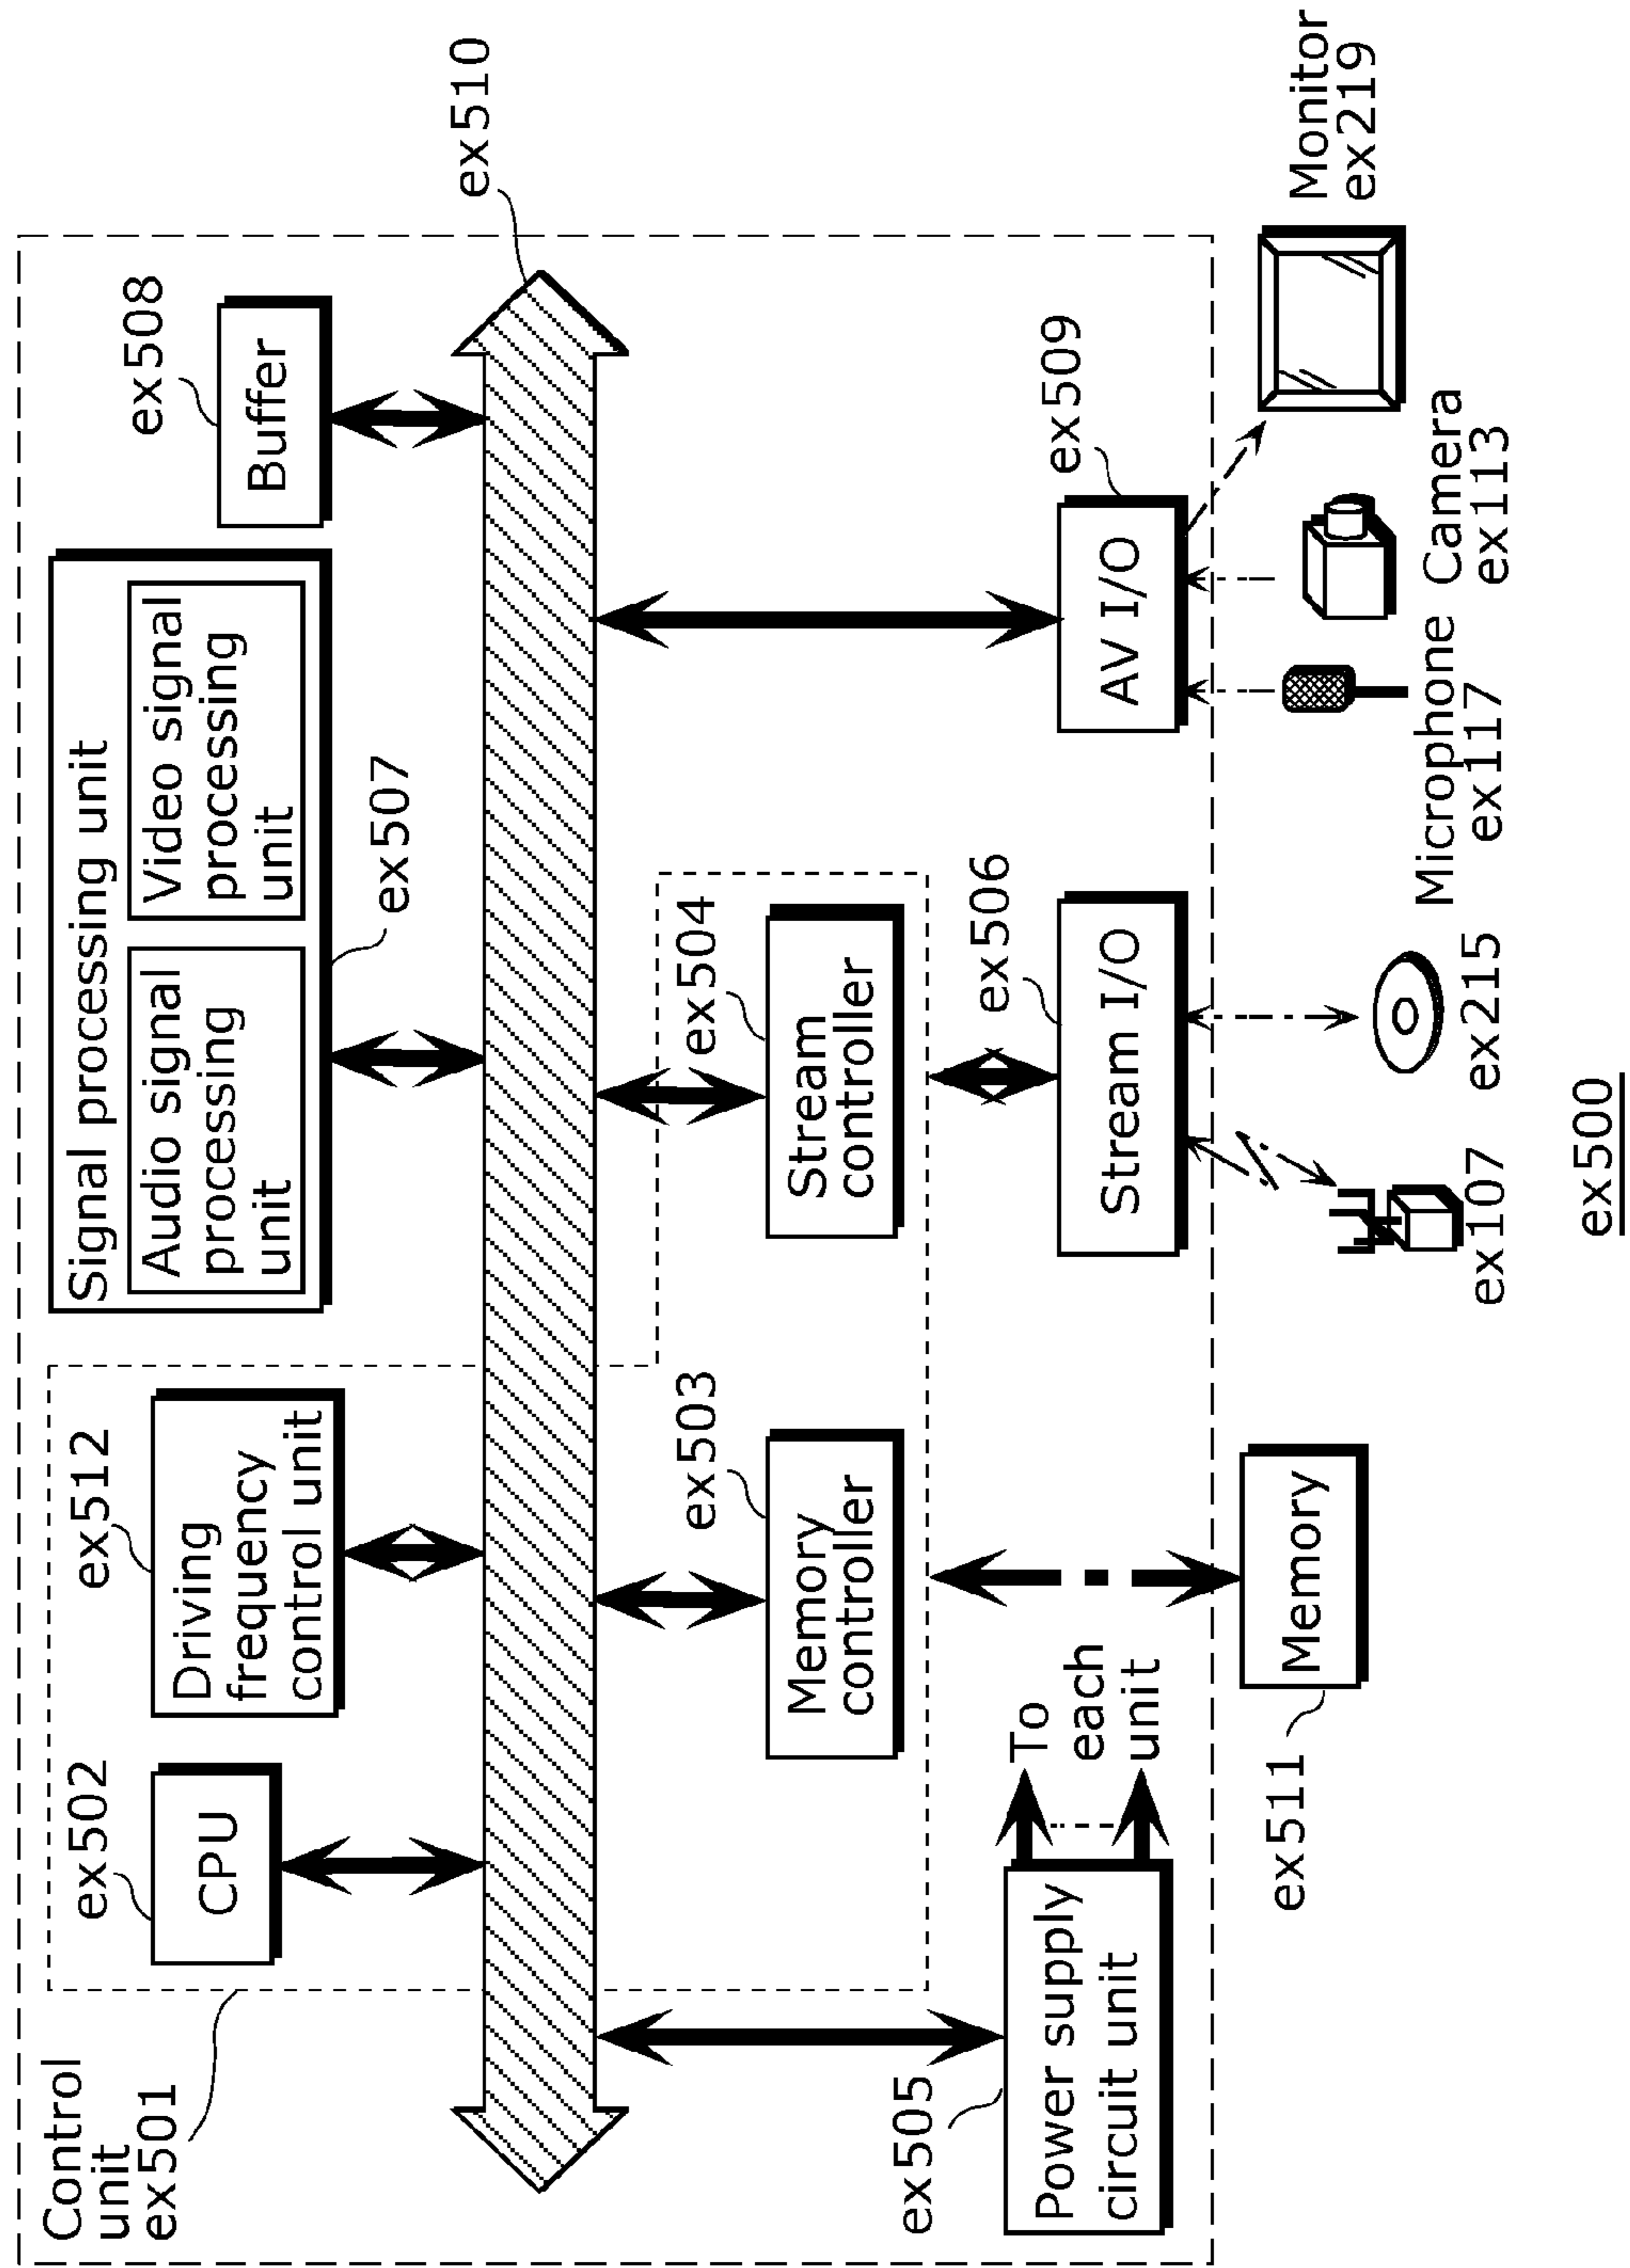 Control
unit
ex501
ex502
CPU
ex512
Driving
frequency
control unit
Signal processing unit
Audio signal
processing
unit
Video signal
processing
unit
ex507
ex508
Buffer
ex510
ex503
Memory
controller
ex504
Stream
controller
ex505
Power supply
circuit unit
To
each
unit
ex506
Stream I/O
ex509
AV I/O
ex511
Memory
ex107
ex215
Microphone
ex117
Camera
ex113
Monitor
ex219
ex500